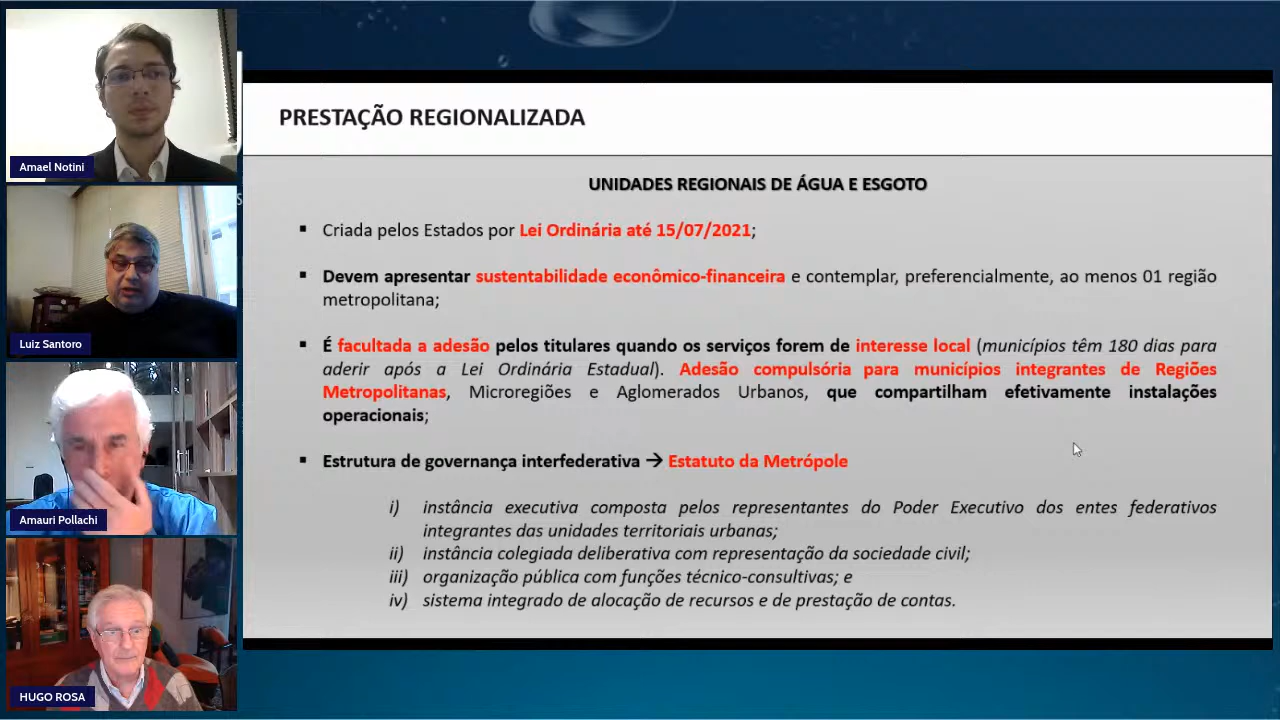 Amael Notini
Luiz Santoro
Amauri Pollachi
HUGO ROSA
PRESTAÇÃO REGIONALIZADA
UNIDADES REGIONAIS DE ÁGUA E ESGOTO
▪ Criada pelos Estados por Lei Ordinária até 15/07/2021;
▪ Devem apresentar sustentabilidade econômico-financeira e contemplar, preferencialmente, ao menos 01 região
metropolitana;
▪ É facultada a adesão pelos titulares quando os serviços forem de interesse local (municípios têm 180 dias para
aderir após a Lei Ordinária Estadual). Adesão compulsória para municípios integrantes de Regiões
Metropolitanas, Microregiões e Aglomerados Urbanos, que compartilham efetivamente instalações
operacionais;
▪ Estrutura de governança interfederativa → Estatuto da Metrópole
i) instância executiva composta pelos representantes do Poder Executivo dos entes federativos
integrantes das unidades territoriais urbanas;
ii) instância colegiada deliberativa com representação da sociedade civil;
iii) organização pública com funções técnico-consultivas; e
iv) sistema integrado de alocação de recursos e de prestação de contas.